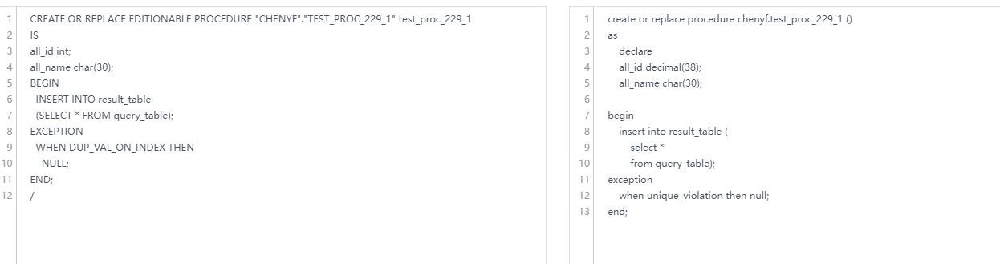 1 CREATE OR REPLACE EDITIONABLE PROCEDURE "CHENYF"."TEST_PROC_229_1" test_proc_229_1
2 IS
3 all_id int;
4 all_name char(30);
5 BEGIN
6   INSERT INTO result_table
7   (SELECT * FROM query_table);
8 EXCEPTION
9   WHEN DUP_VAL_ON_INDEX THEN
10     NULL;
11 END;
12 /
1 create or replace procedure chenyf.test_proc_229_1 ()
2 as
3     declare
4     all_id decimal(38);
5     all_name char(30);
6
7 begin
8     insert into result_table (
9         select *
10         from query_table);
11 exception
12     when unique_violation then null;
13 end;